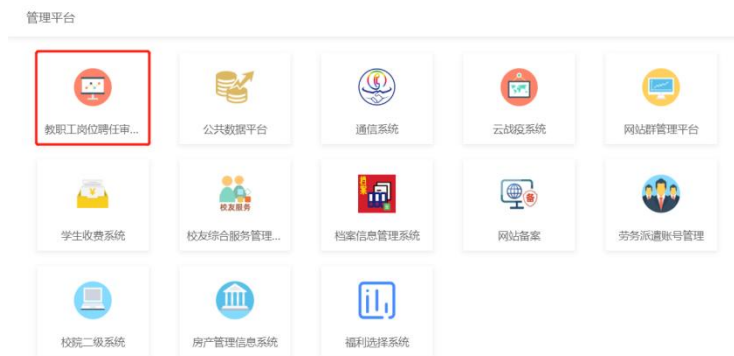 管理平台
教职工岗位聘任审...
公共数据平台
通信系统
云战疫系统
网站群管理平台
校友服务
备
学生收费系统
校友综合服务管理...
档案信息管理系统
网站备案
劳务派遣账号管理
校院二级系统
房产管理信息系统
福利选择系统